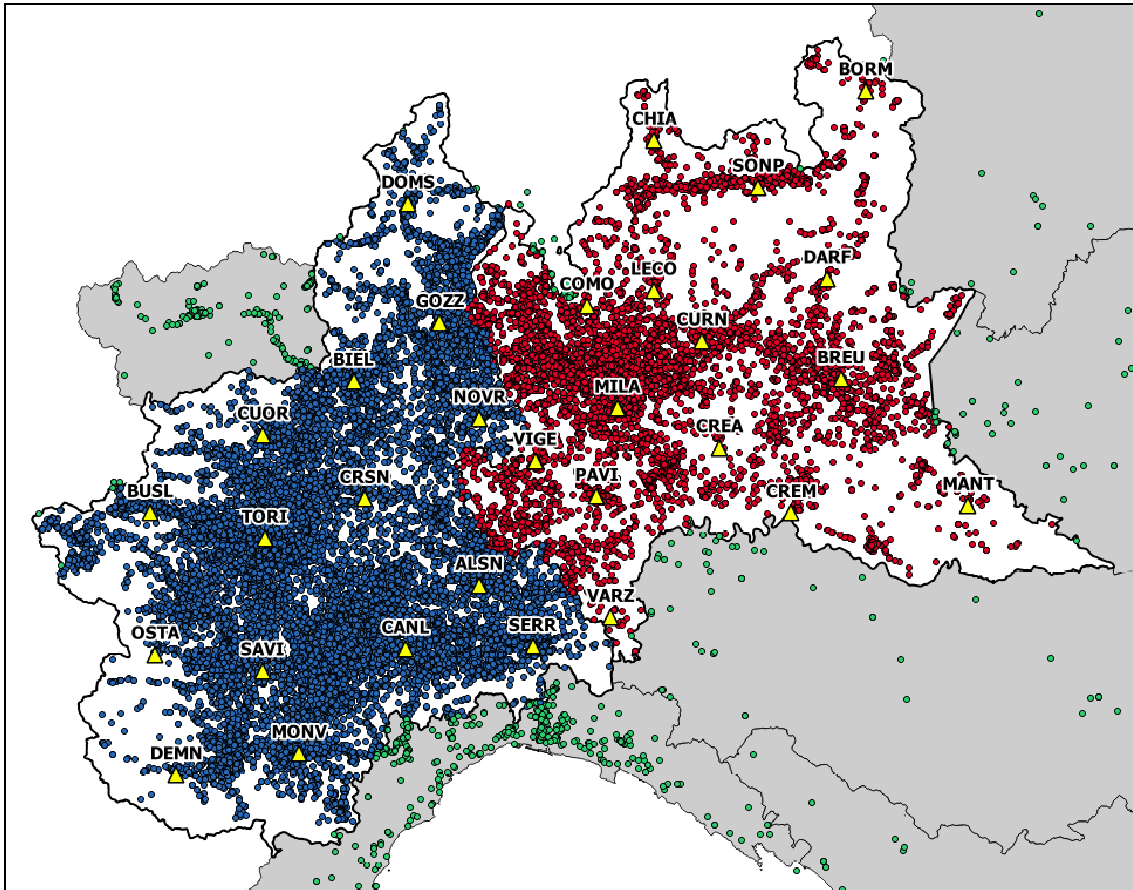 BORM
CHIA
SONP
DOMS
DARF
LECO
COMO
GOZZ
CURN
BIEL
BREU
MILA
NOVR
CUOR
CREA
VIGE
PAVI
CRSN
MANT
CREM
BUSL
TORI
ALSN
VARZ
OSTA
CANL
SERR
SAVI
MONV
DEMN